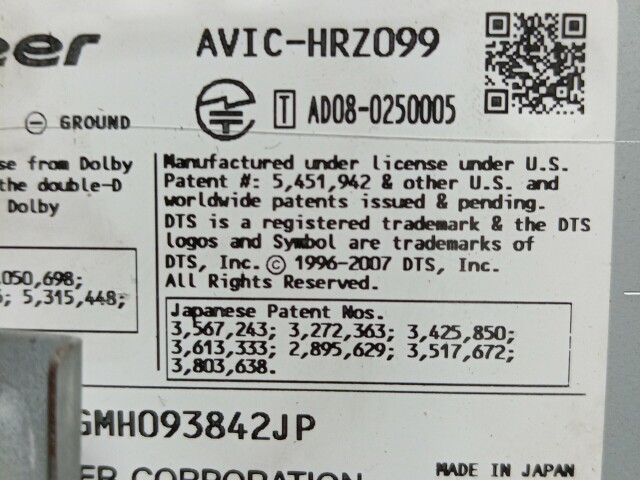 AVIC-HRZ099
T AD08-0250005
GROUND
from Dolby
the double-D
Dolby
050,698;
5,315,448;
Manufactured under license under U.S.
Patent #: 5,451,942 & other U.S. and
worldwide patents issued & pending.
DTS is a registered trademark & the DTS
logos and Symbol are trademarks of
DTS, Inc. © 1996-2007 DTS, Inc.
All Rights Reserved.
Japanese Patent Nos.
3,567,243; 3,272,363; 3,425,850;
3,613,333; 2,895,629; 3,517,672;
3,803,638.
GMH093842JP
CORPORATION
MADE IN JAPAN